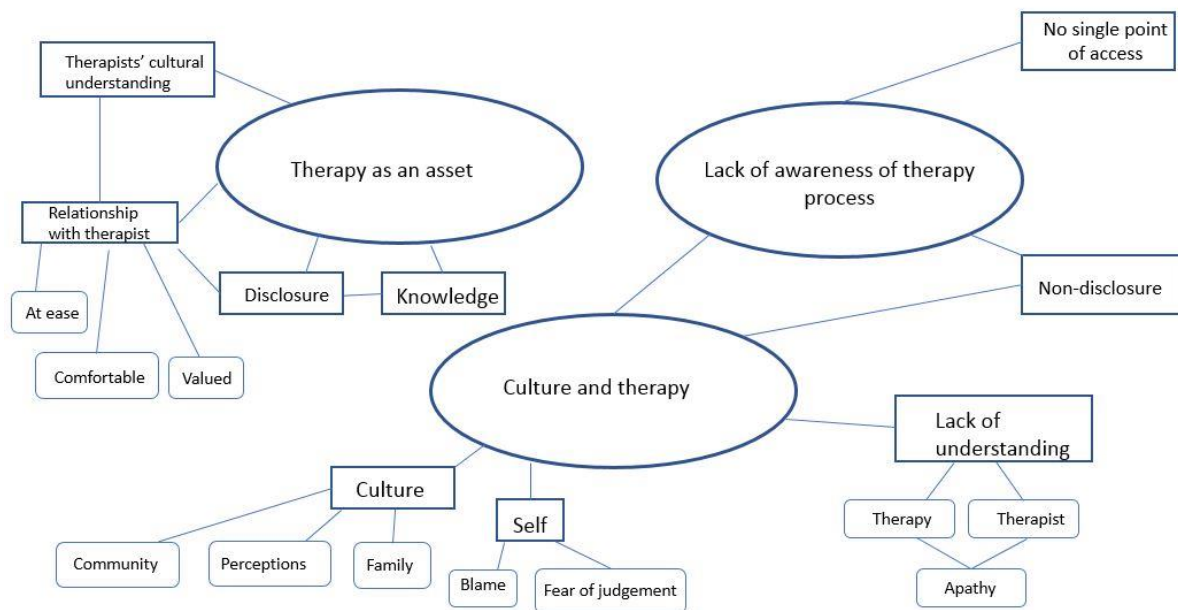 No single point
of access
Therapists’ cultural
understanding
Therapy as an asset
Lack of awareness of therapy
process
Relationship
with therapist
Disclosure
Knowledge
Non-disclosure
At ease
Comfortable
Valued
Culture and therapy
Lack of
understanding
Culture
Self
Therapy
Therapist
Community
Perceptions
Family
Blame
Fear of judgement
Apathy